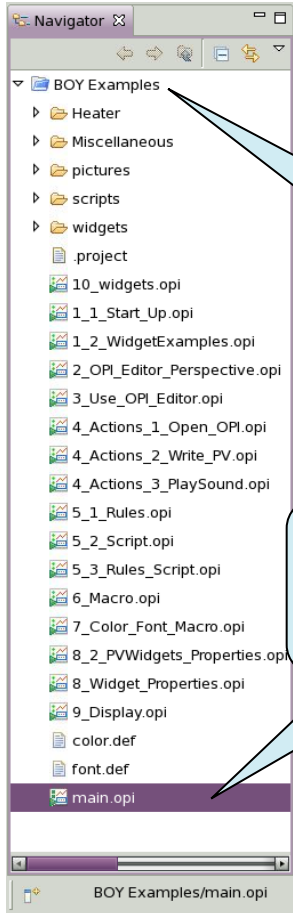 Navigator
BOY Examples
Heater
Miscellaneous
pictures
scripts
widgets
.project
10_widgets.opi
1_1_Start_Up.opi
1_2_WidgetExamples.opi
2_OPI_Editor_Perspective.opi
3_Use_OPI_Editor.opi
4_Actions_1_Open_OPI.opi
4_Actions_2_Write_PV.opi
4_Actions_3_PlaySound.opi
5_1_Rules.opi
5_2_Script.opi
5_3_Rules_Script.opi
6_Macro.opi
7_Color_Font_Macro.opi
8_2_PVWidgets_Properties.opi
8_Widget_Properties.opi
9_Display.opi
color.def
font.def
main.opi
BOY Examples/main.opi